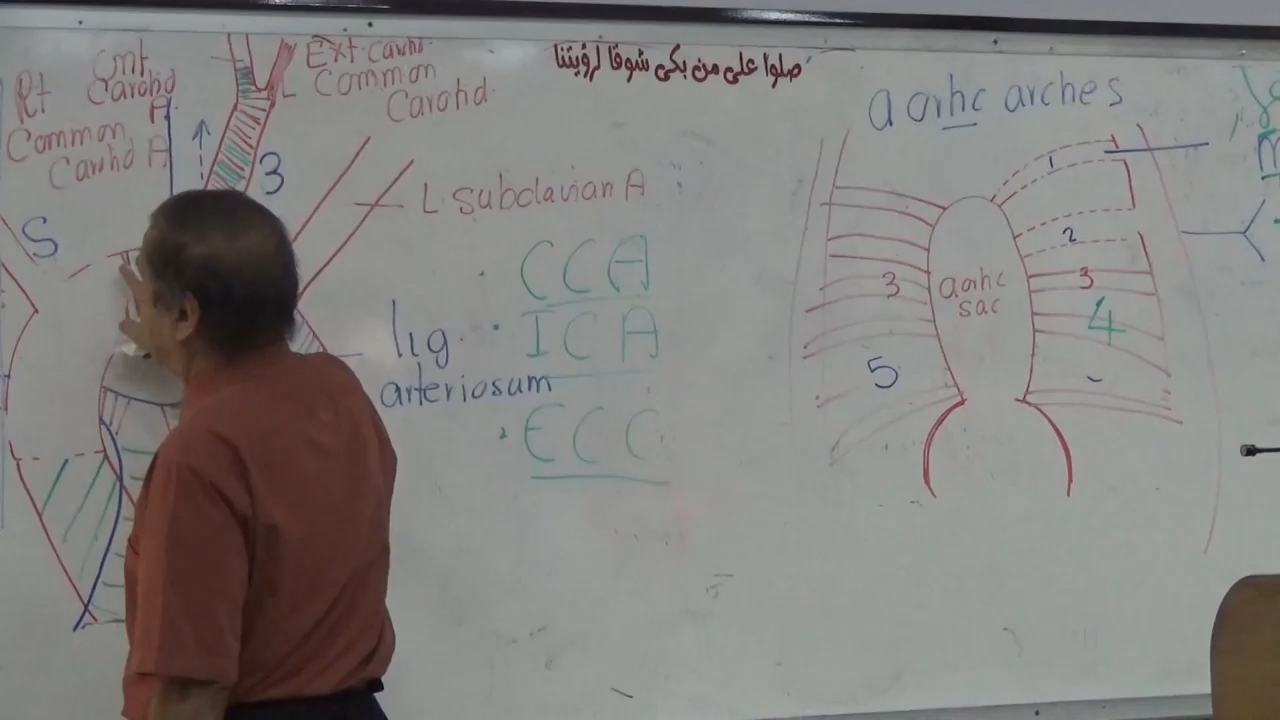 Rt
Common
Carotid A
Int
Carotid
A
Ext. carotid
Common
Carotid
3
S
L subclavian A
lig
arteriosum
CCA
ICA
ECC
صلوا على من بكى شوقا لرؤيتنا
aortic arches
1
2
3
3
4
5
aortic
sac